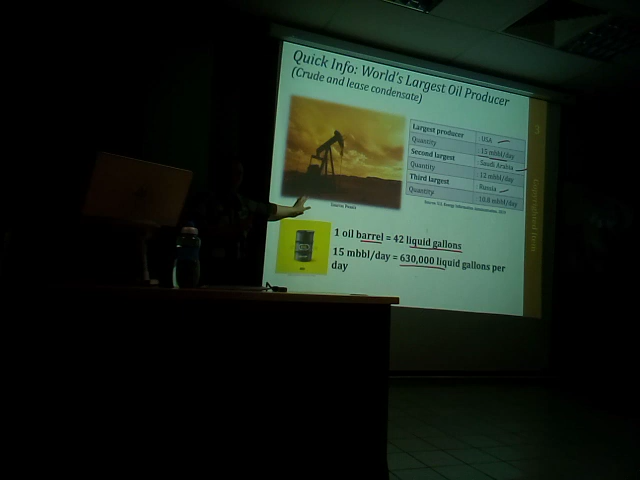 Quick Info: World's Largest Oil Producer
(Crude and lease condensate)
Largest producer USA
Quantity 15 mbbl/day
Second largest Saudi Arabia
Quantity 12 mbbl/day
Third largest Russia
Quantity 10.8 mbbl/day
1 oil barrel = 42 liquid gallons
15 mbbl/day = 630,000 liquid gallons per
day
3